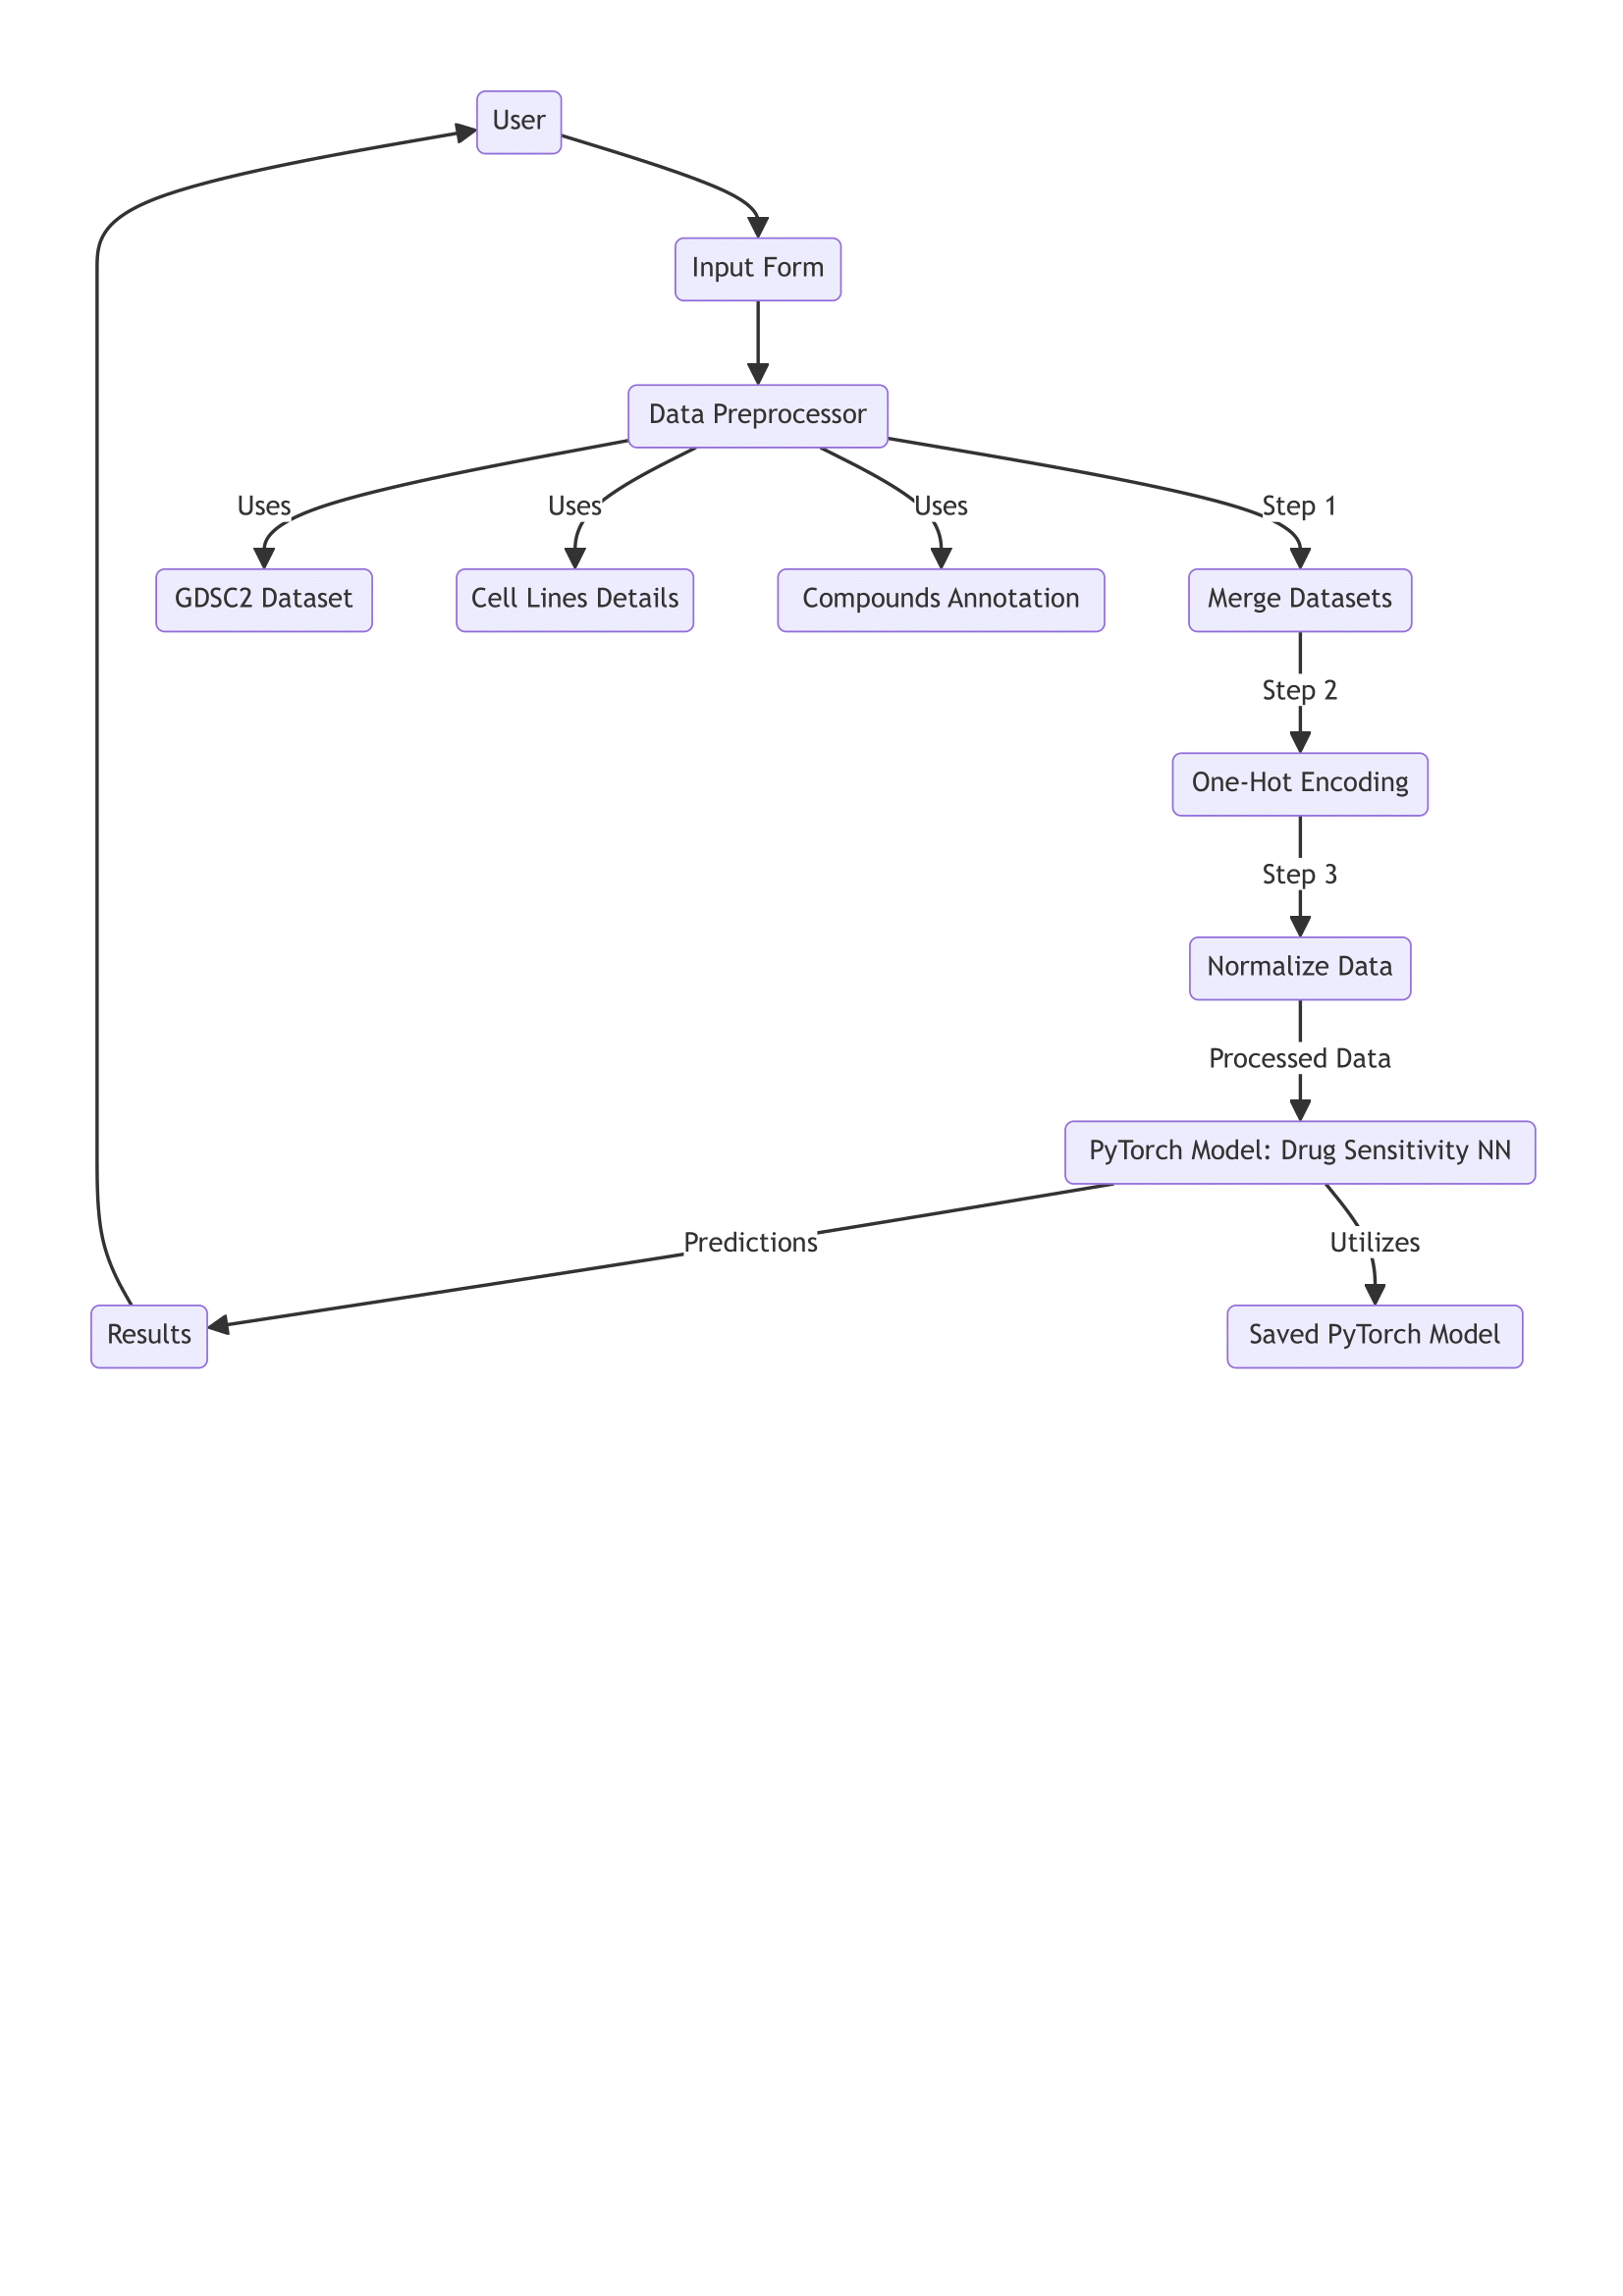 User
Input Form
Data Preprocessor
Uses
Uses
Uses
Step 1
GDSC2 Dataset
Cell Lines Details
Compounds Annotation
Merge Datasets
Step 2
One-Hot Encoding
Step 3
Normalize Data
Processed Data
PyTorch Model: Drug Sensitivity NN
Predictions
Utilizes
Results
Saved PyTorch Model